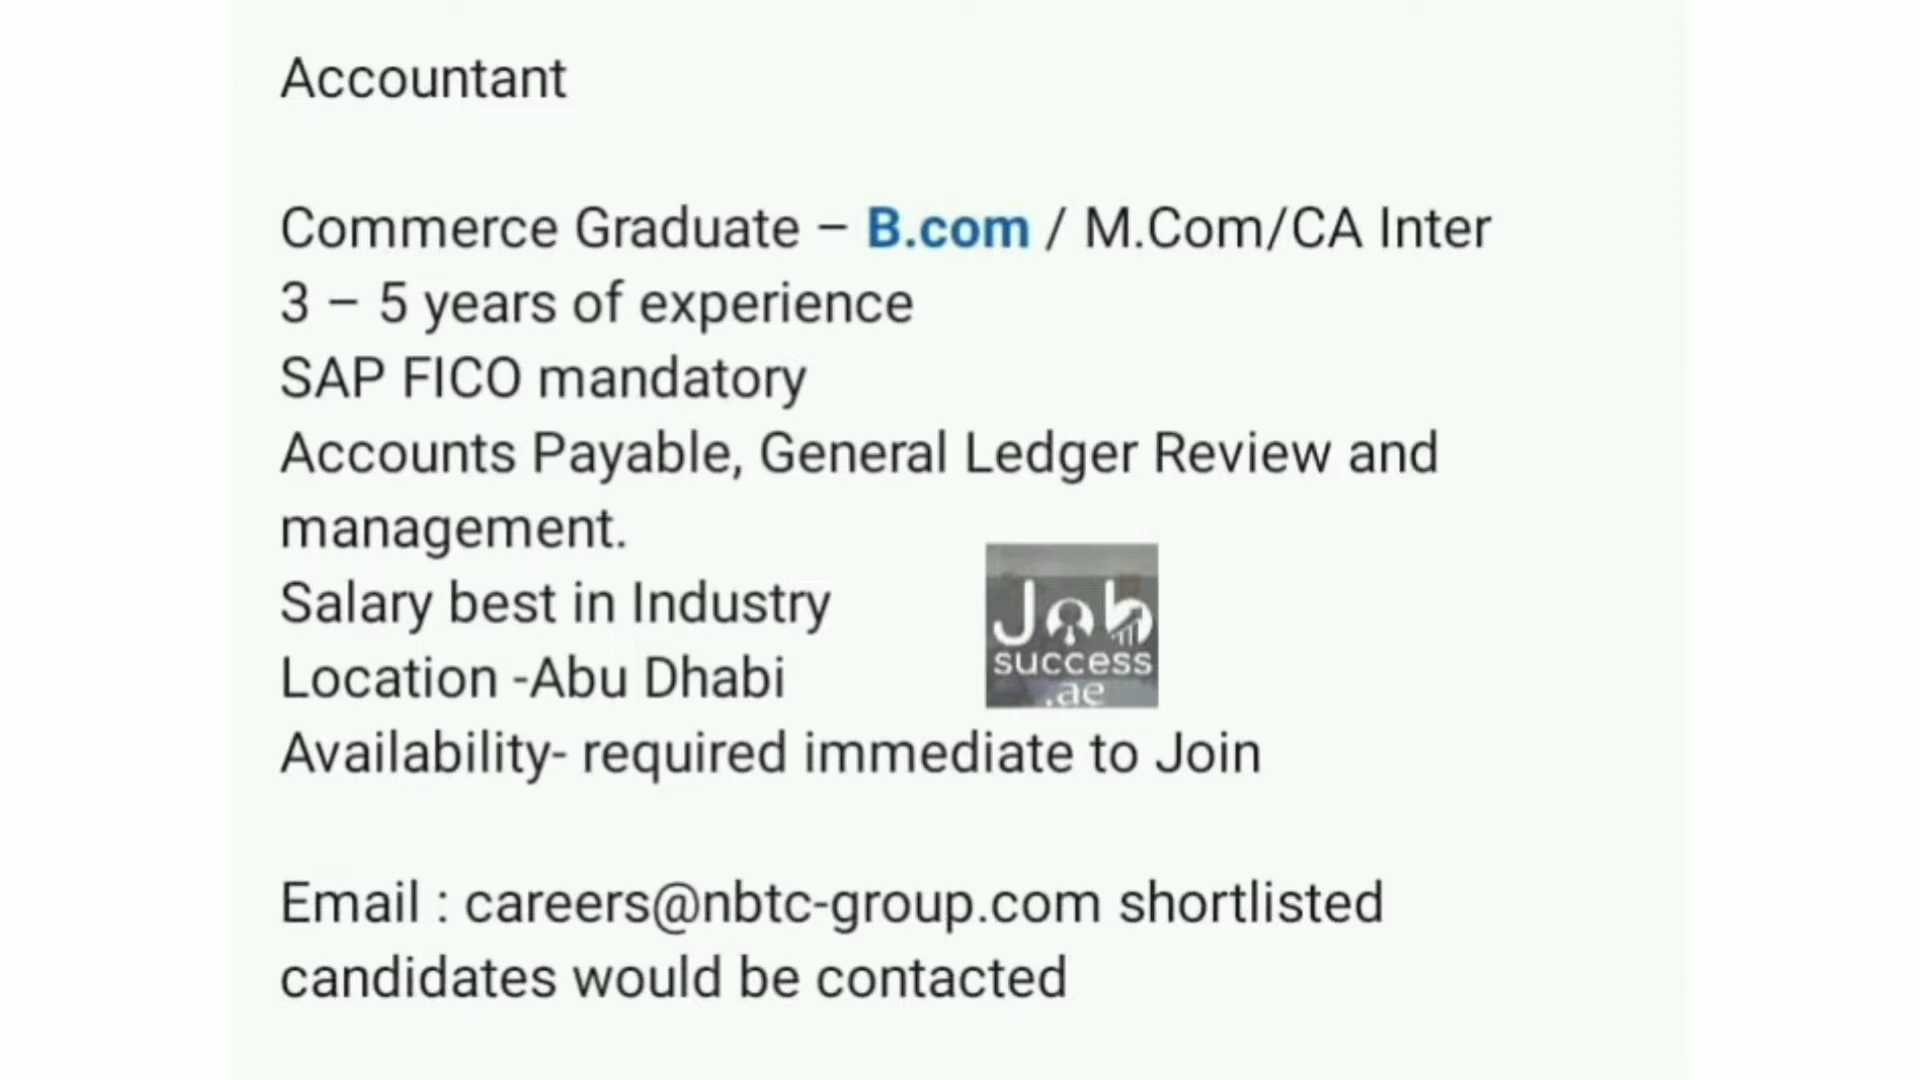 Accountant
Commerce Graduate – B.com / M.Com/CA Inter
3 – 5 years of experience
SAP FICO mandatory
Accounts Payable, General Ledger Review and
management.
Salary best in Industry
Location -Abu Dhabi
Availability- required immediate to Join
Job
success
.ae
Email : careers@nbtc-group.com shortlisted
candidates would be contacted